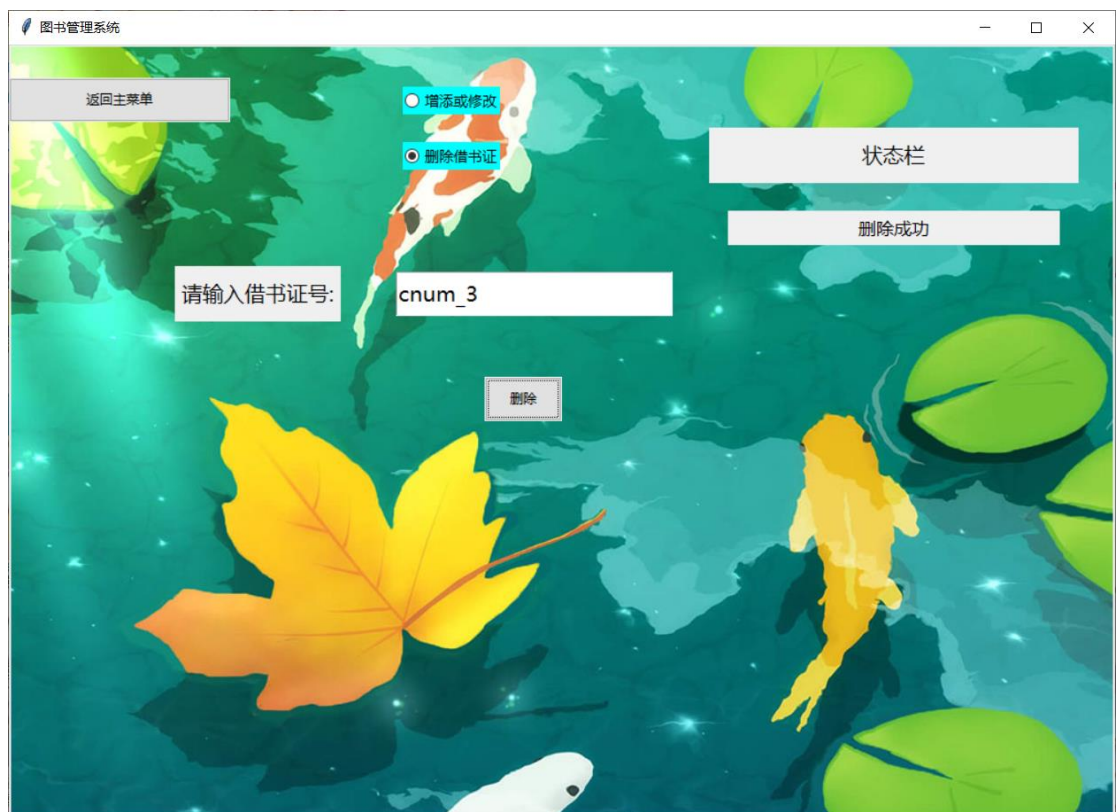 图书管理系统
返回主菜单
增添或修改
删除借书证
状态栏
删除成功
请输入借书证号:
cnum_3
删除